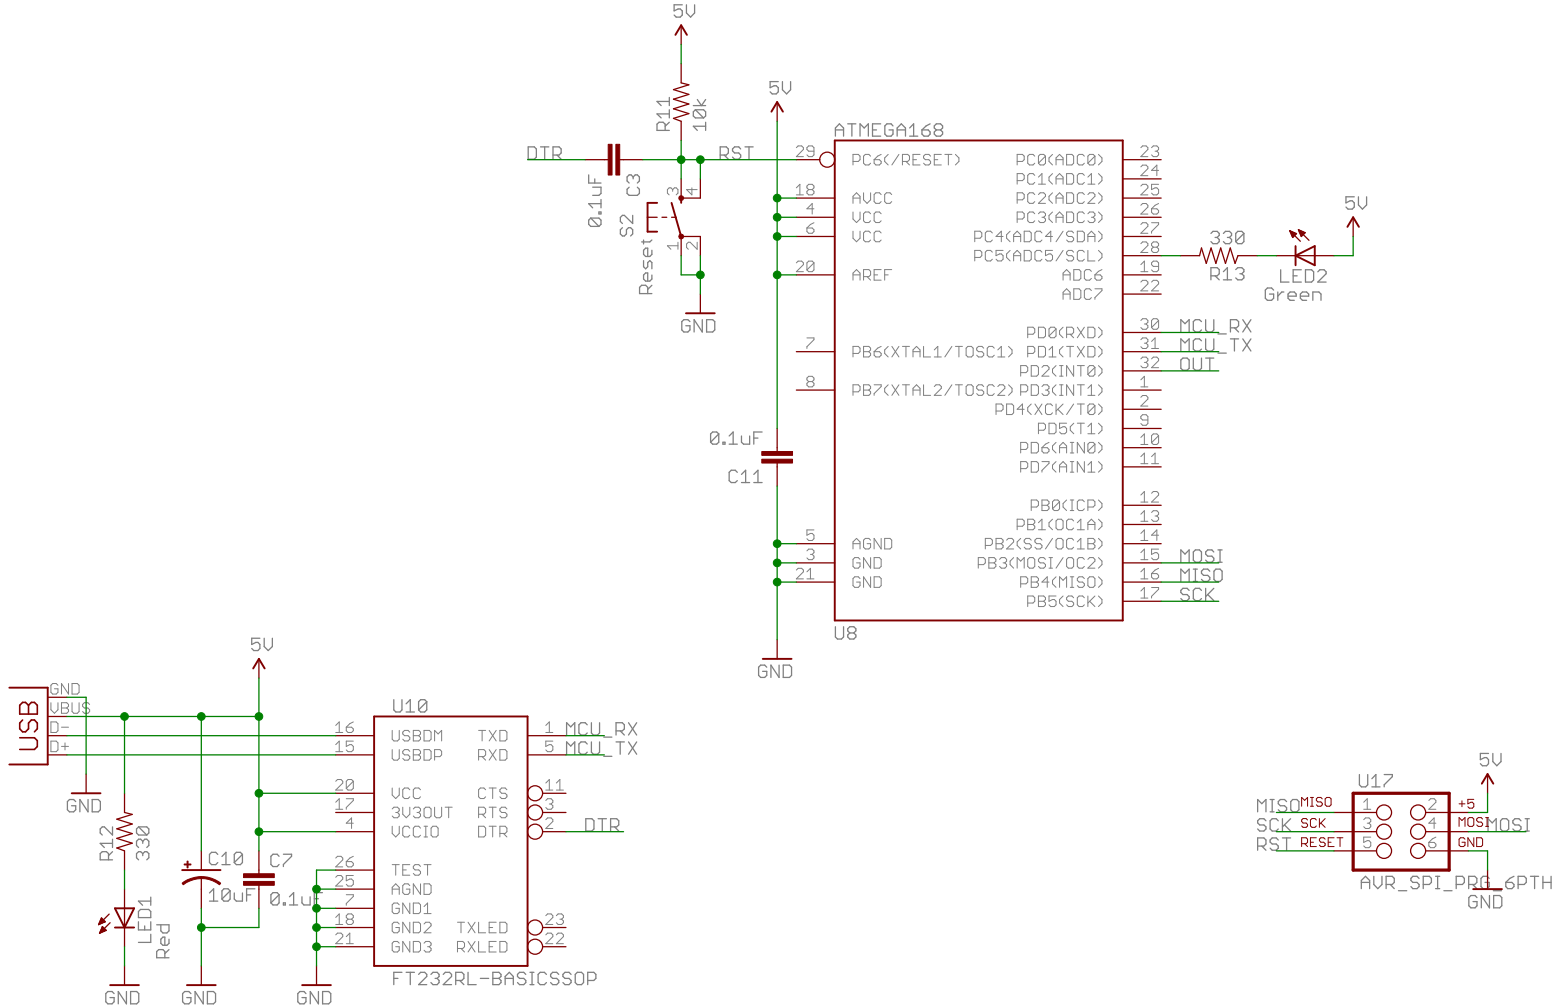 5V
R11
10k
DTR
0.1uF
C3
RST
S2
Reset
3
4
1
2
GND
5V
ATMEGA168
29 PC6(/RESET)
18 AVCC
4 VCC
6 VCC
20 AREF
7 PB6(XTAL1/TOSC1)
8 PB7(XTAL2/TOSC2)
5 AGND
3 GND
21 GND
PC0(ADC0) 23
PC1(ADC1) 24
PC2(ADC2) 25
PC3(ADC3) 26
PC4(ADC4/SDA) 27
PC5(ADC5/SCL) 28
ADC6 19
ADC7 22
PD0(RXD) 30 MCU_RX
PD1(TXD) 31 MCU_TX
PD2(INT0) 32 OUT
PD3(INT1) 1
PD4(XCK/T0) 2
PD5(T1) 9
PD6(AIN0) 10
PD7(AIN1) 11
PB0(ICP) 12
PB1(OC1A) 13
PB2(SS/OC1B) 14
PB3(MOSI/OC2) 15 MOSI
PB4(MISO) 16 MISO
PB5(SCK) 17 SCK
U8
0.1uF
C11
GND
330
R13
LED2
Green
5V
5V
USB
GND
VBUS
D-
D+
GND
R12
330
LED1
Red
GND
C10
10uF
GND
C7
0.1uF
U10
16 USBDM
15 USBDP
20 VCC
17 3V3OUT
4 VCCIO
26 TEST
25 AGND
7 GND1
18 GND2
21 GND3
TXD 1 MCU_RX
RXD 5 MCU_TX
CTS 11
RTS 3
DTR 2 DTR
TXLED 23
RXLED 22
FT232RL-BASICSSOP
GND
5V
U17
MISO MISO 1
SCK SCK 3
RST RESET 5
2 +5
4 MOSI MOSI
6 GND
AVR_SPI_PRG_6PTH
GND